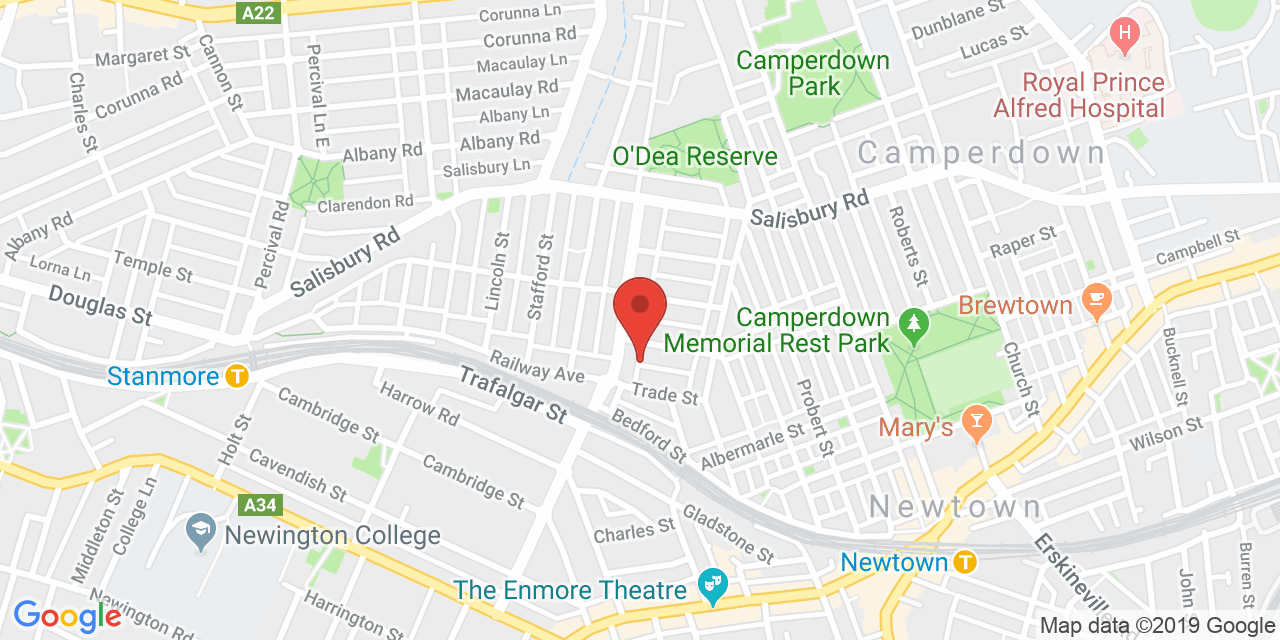 A22
Corunna Ln
Corunna Rd
Macaulay Ln
Macaulay Rd
Albany Ln
Albany Rd
Salisbury Ln
Margaret St
Cannon St
Percival Ln E
Corunna Rd
Charles St
Albany Rd
Clarendon Rd
Camperdown
Park
Dunblane St
Lucas St
H
Royal Prince
Alfred Hospital
O'Dea Reserve
Camperdown
Salisbury Rd
Albany Rd
Lorna Ln
Temple St
Percival Rd
Salisbury Rd
Lincoln St
Stafford St
Roberts St
Raper St
Campbell St
Douglas St
Brewtown
Camperdown
Memorial Rest Park
Church St
Bucknell St
Stanmore
T
Railway Ave
Trafalgar St
Trade St
Harrow Rd
Cambridge St
Bedford St
Probert St
Albermarle St
Mary's
Wilson St
Holt St
Cavendish St
Cambridge St
A34
Newtown
Middleton St
College Ln
Newington College
Charles St
Gladstone St
Newtown
T
Erskineville
The Enmore Theatre
Newington Rd
Harrington St
John St
Burren St
Google
Map data ©2019 Google